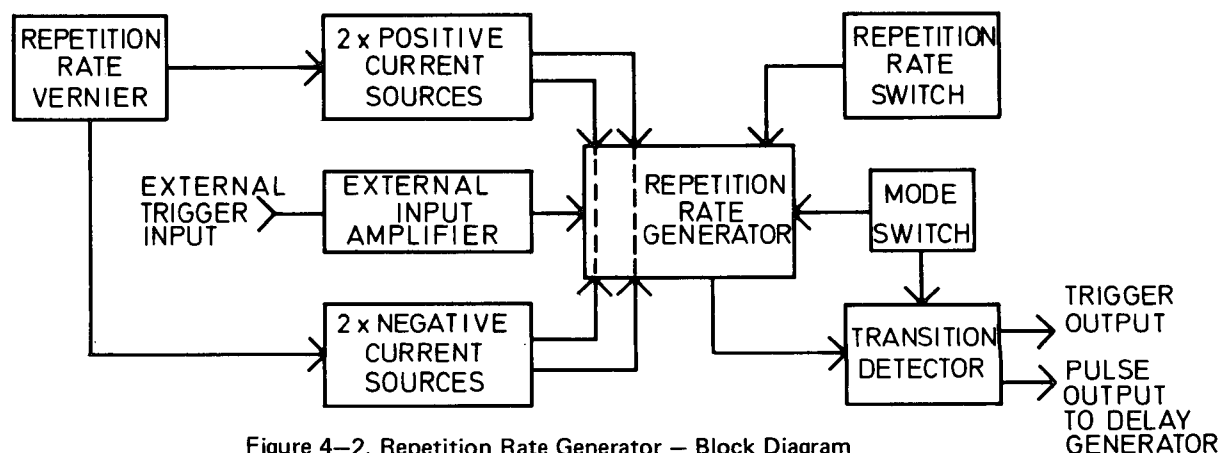 REPETITION
RATE
VERNIER
2 x POSITIVE
CURRENT
SOURCES
REPETITION
RATE
SWITCH
EXTERNAL
TRIGGER
INPUT
EXTERNAL
INPUT
AMPLIFIER
REPETITION
RATE
GENERATOR
MODE
SWITCH
2 x NEGATIVE
CURRENT
SOURCES
TRANSITION
DETECTOR
TRIGGER
OUTPUT
PULSE
OUTPUT
TO DELAY
GENERATOR
Figure 4–2. Repetition Rate Generator – Block Diagram